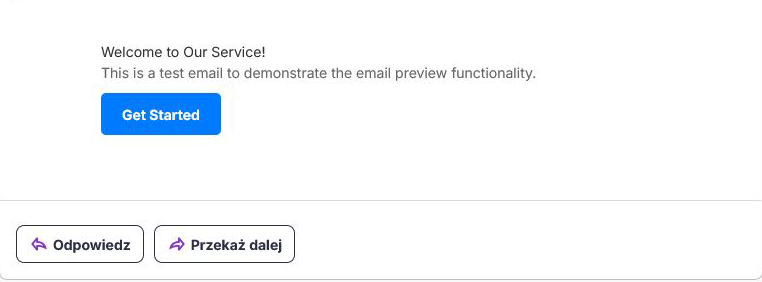 Welcome to Our Service!
This is a test email to demonstrate the email preview functionality.
Get Started
Odpowiedz
Przekaż dalej